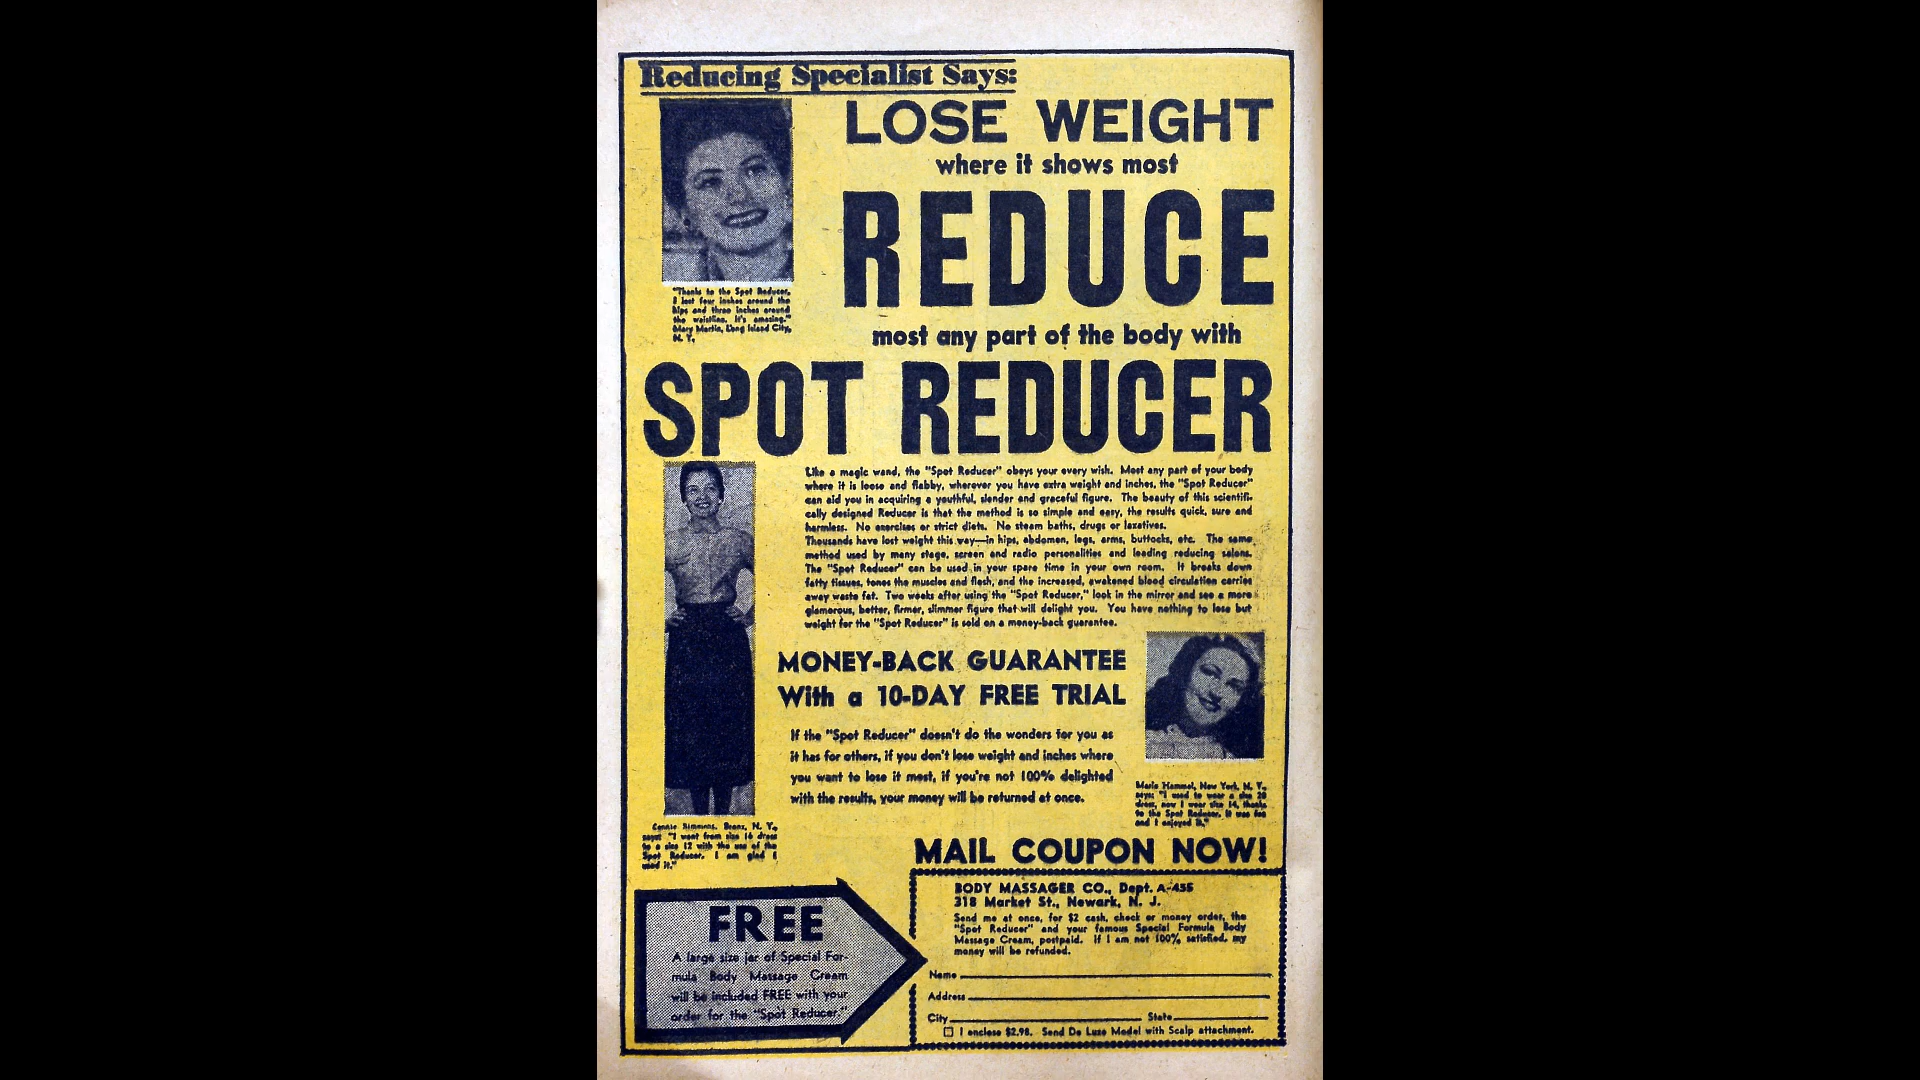 Reducing Specialist Says:
LOSE WEIGHT
where it shows most
REDUCE
most any part of the body with
SPOT REDUCER
"Thanks to the Spot Reducer,
I lost four inches around the
hips and three inches around
the waistline. It's amazing."
Mary Martin, Long Island City,
N. Y.
Like a magic wand, the "Spot Reducer" obeys your every wish. Most any part of your body
where it is loose and flabby, wherever you have extra weight and inches, the "Spot Reducer"
can aid you in acquiring a youthful, slender and graceful figure. The beauty of this scientifi-
cally designed Reducer is that the method is so simple and easy, the results quick, sure and
harmless. No exercises or strict diets. No steam baths, drugs or laxatives.
Thousands have lost weight this way—in hips, abdomen, legs, arms, buttocks, etc. The same
method used by many stage, screen and radio personalities and leading reducing salons.
The "Spot Reducer" can be used in your spare time in your own room. It breaks down
fatty tissues, tones the muscles and flesh, and the increased, awakened blood circulation carries
away waste fat. Two weeks after using the "Spot Reducer," look in the mirror and see a more
glamorous, better, firmer, slimmer figure that will delight you. You have nothing to lose but
weight for the "Spot Reducer" is sold on a money-back guarantee.
MONEY-BACK GUARANTEE
With a 10-DAY FREE TRIAL
If the "Spot Reducer" doesn't do the wonders for you as
it has for others, if you don't lose weight and inches where
you want to lose it most, if you're not 100% delighted
with the results, your money will be returned at once.
Marie Hammel, New York, N. Y.,
says: "I used to wear a size 20
dress, now I wear size 14, thanks
to the Spot Reducer. It was fun
and I enjoyed it."
Connie Simmons, Bronx, N. Y.,
says: "I went from size 16 dress
to a size 12 with the use of the
Spot Reducer. I am glad I
used it."
MAIL COUPON NOW!
FREE
A large size jar of Special For-
mula Body Massage Cream
will be included FREE with your
order for the "Spot Reducer."
BODY MASSAGER CO., Dept. A-455
318 Market St., Newark, N. J.
Send me at once, for $2 cash, check or money order, the
"Spot Reducer" and your famous Special Formula Body
Massage Cream, postpaid. If I am not 100% satisfied, my
money will be refunded.
Name
Address
City State
I enclose $2.98. Send De Luxe Model with Scalp attachment.